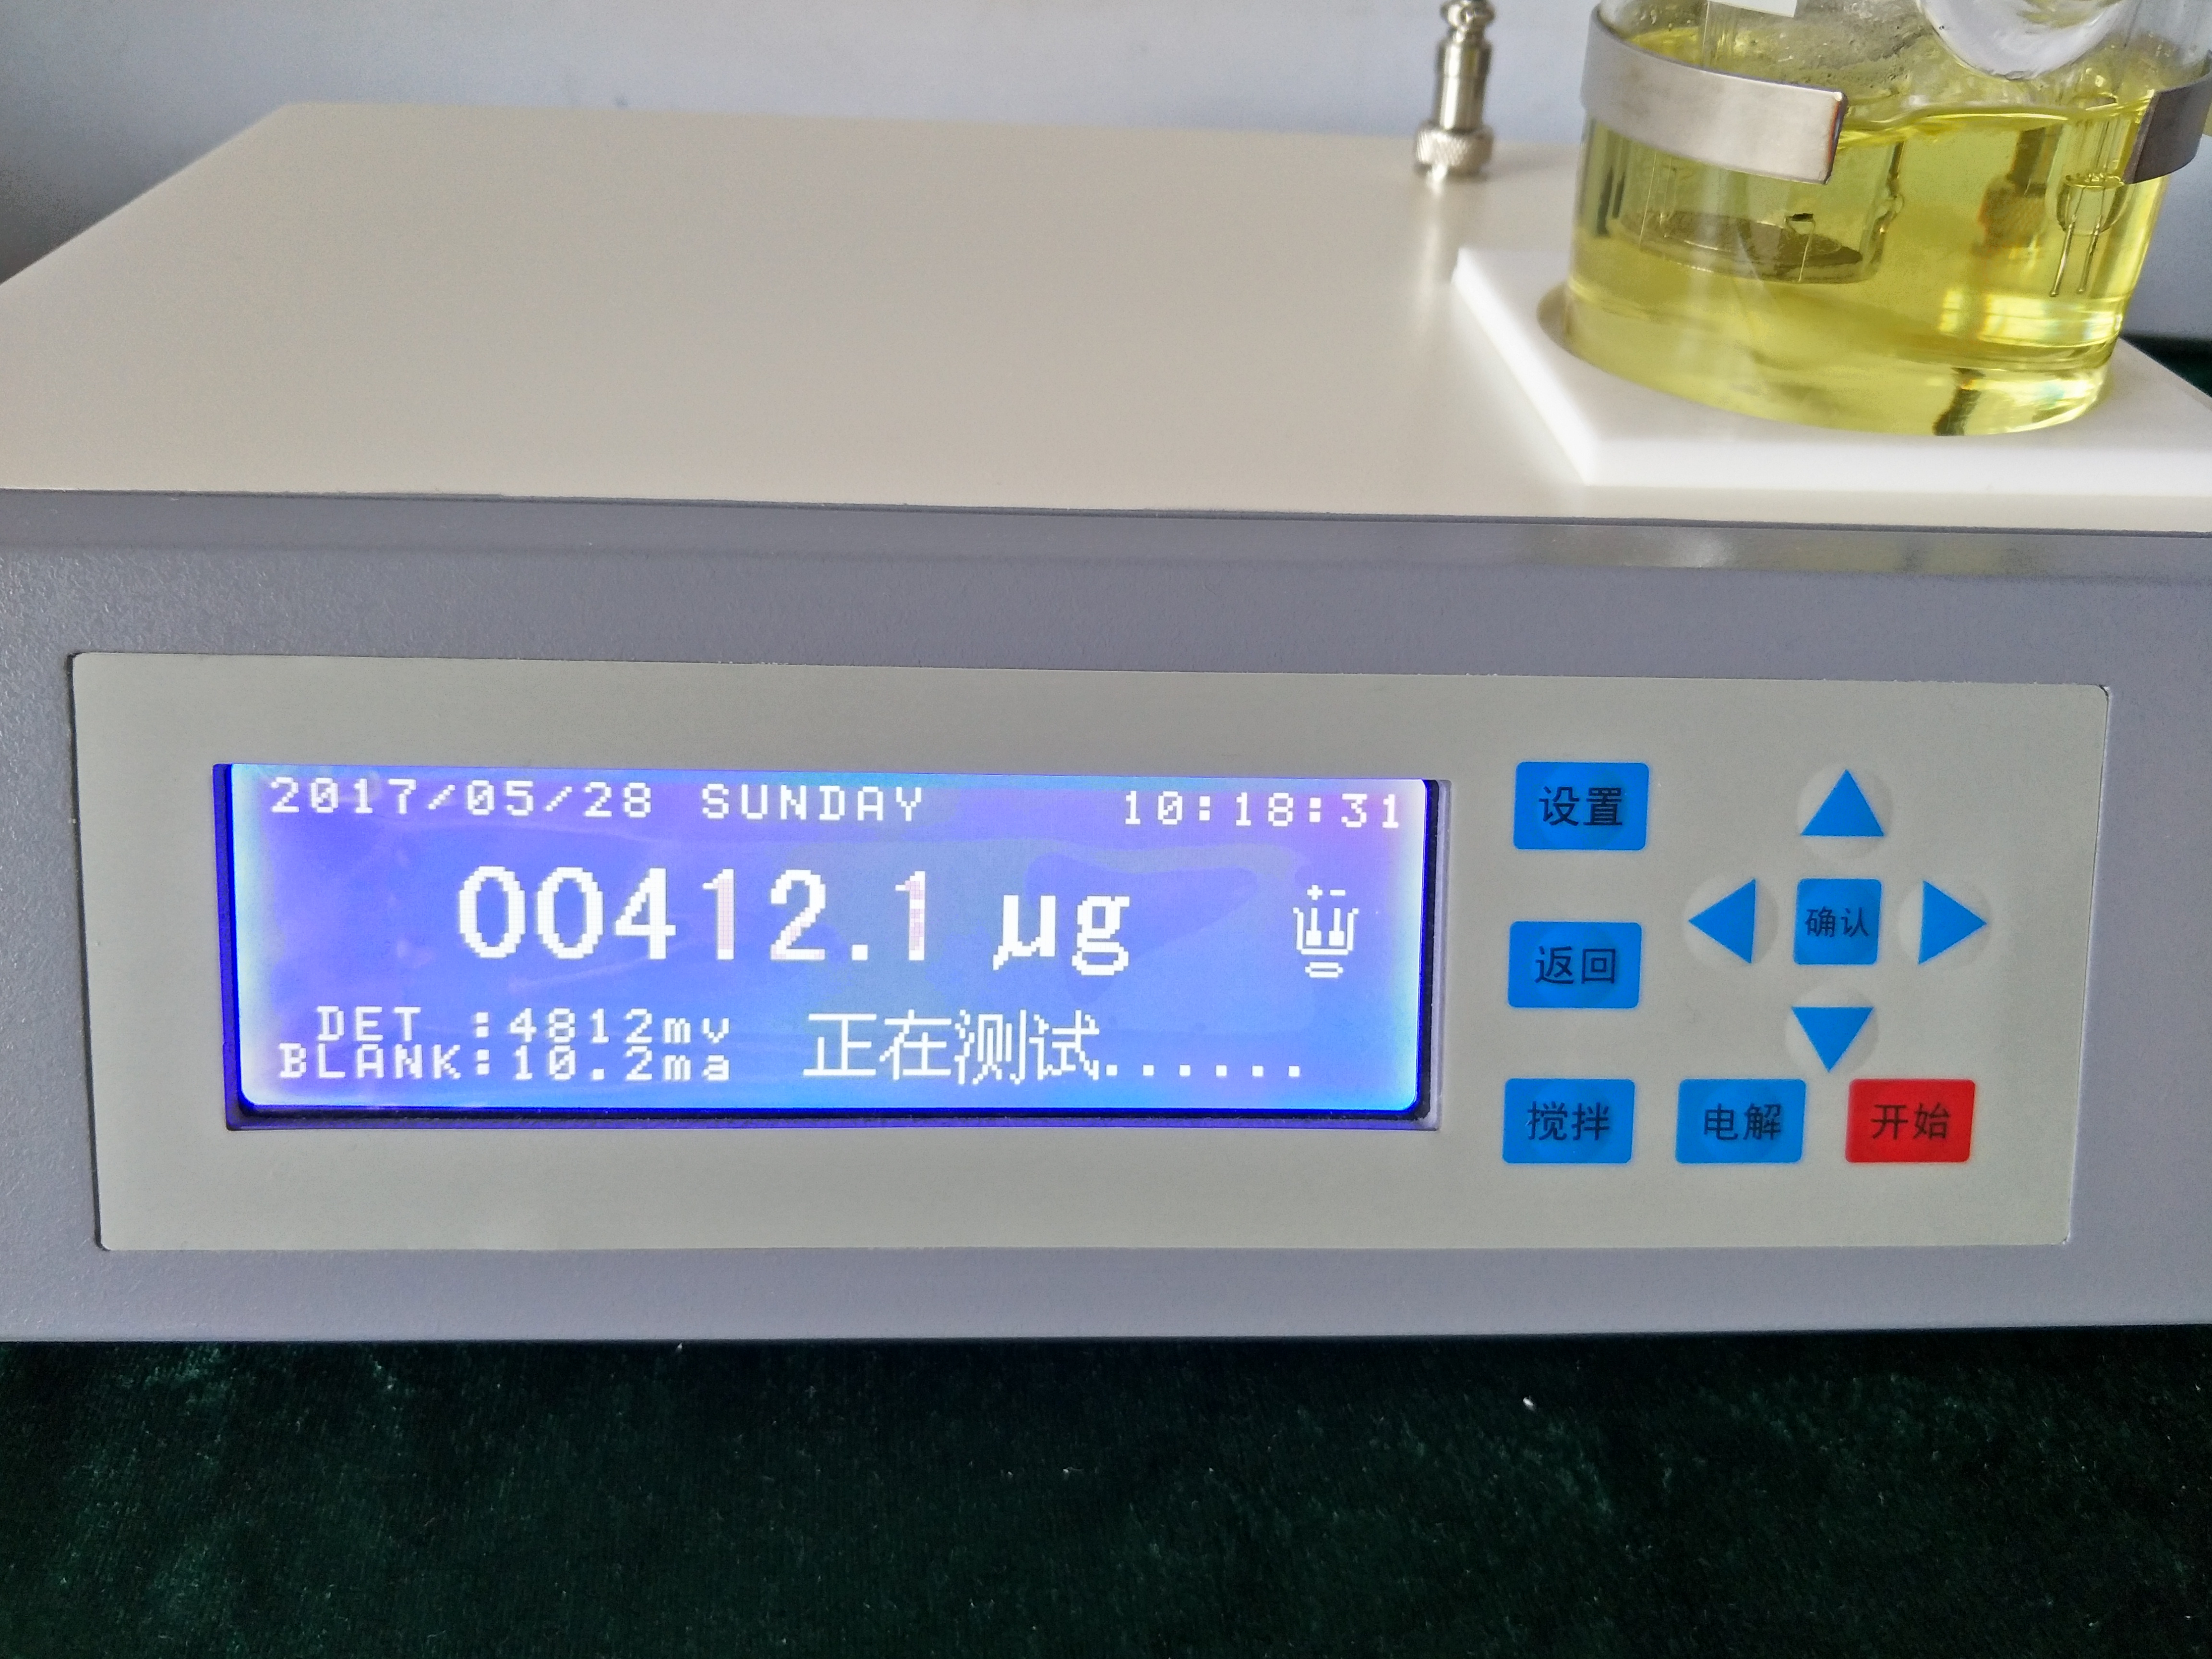 2017/05/28 SUNDAY 10:18:31
00412.1 µg
+-
DET :4812mv
BLANK:10.2ma
正在测试......
设置
返回
确认
搅拌 电解 开始